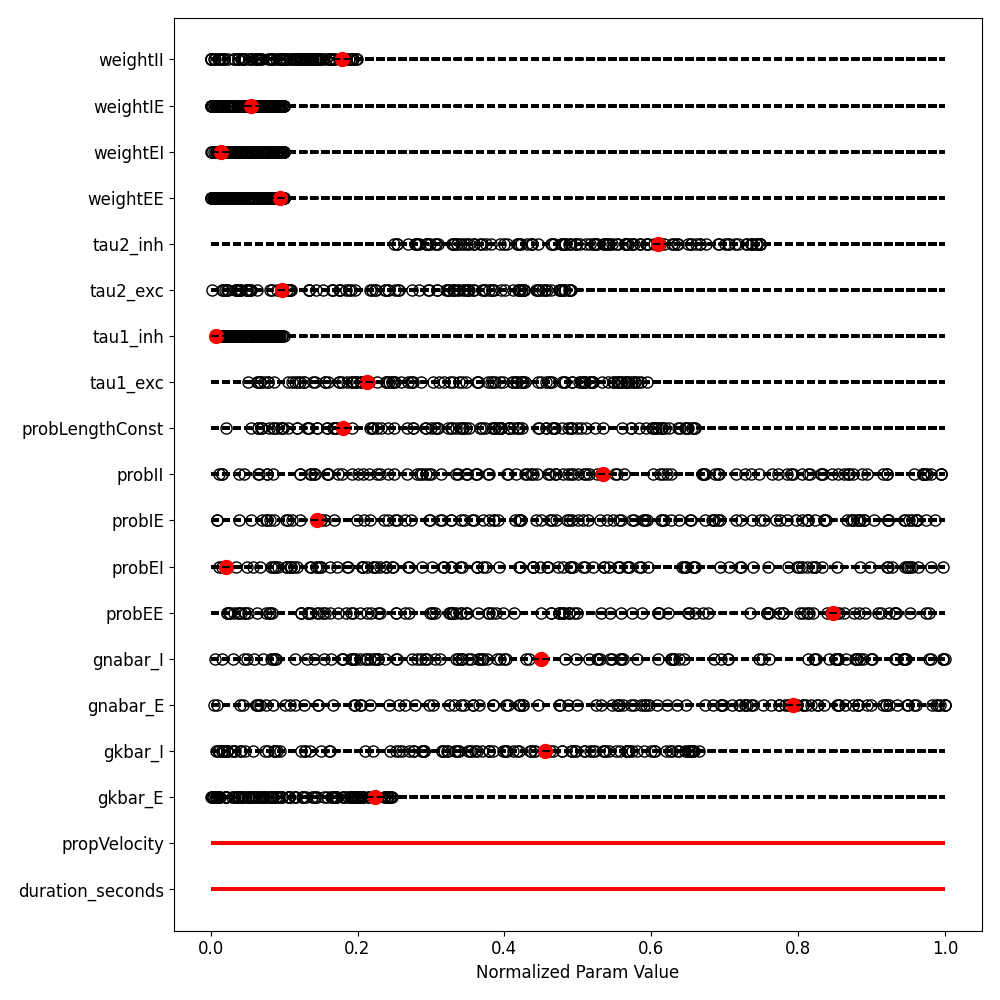 weightII
weightIE
weightEI
weightEE
tau2_inh
tau2_exc
tau1_inh
tau1_exc
probLengthConst
probII
probIE
probEI
probEE
gnabar_I
gnabar_E
gkbar_I
gkbar_E
propVelocity
duration_seconds
0.0 0.2 0.4 0.6 0.8 1.0
Normalized Param Value